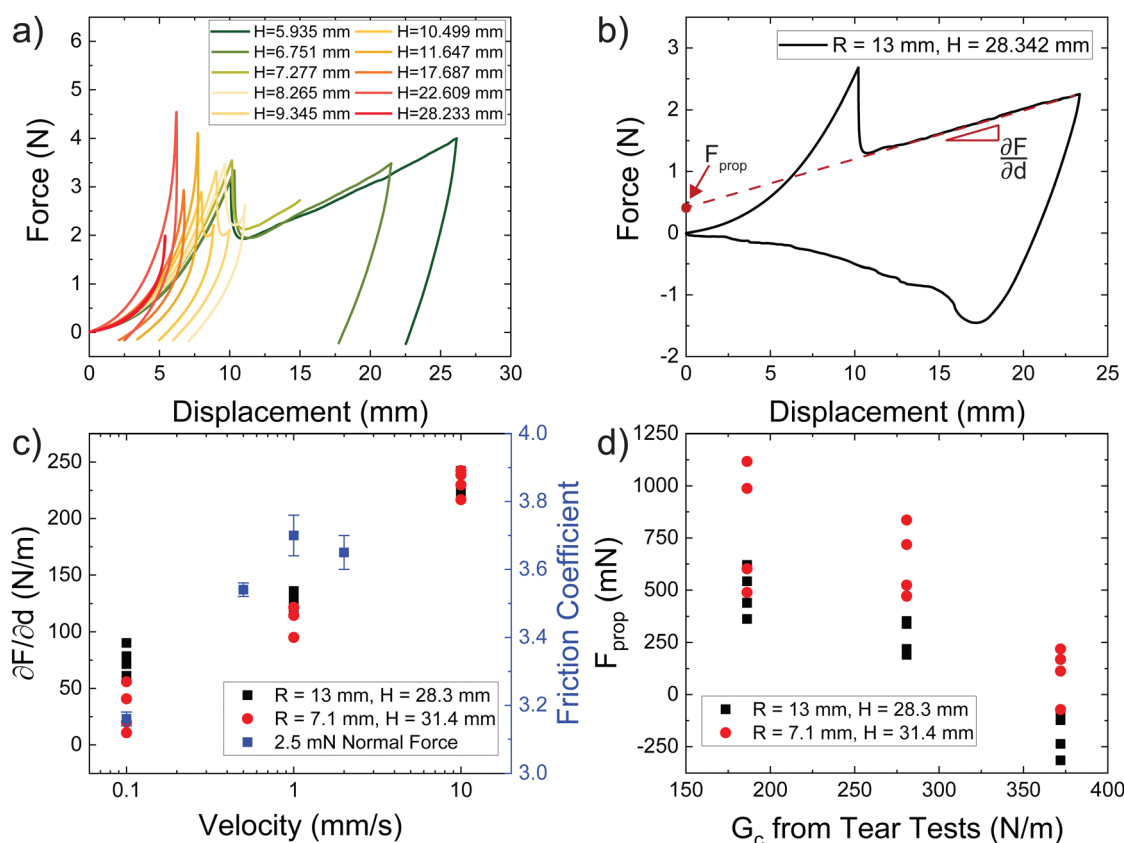 a)
H=5.935 mm
H=6.751 mm
H=7.277 mm
H=8.265 mm
H=9.345 mm
H=10.499 mm
H=11.647 mm
H=17.687 mm
H=22.609 mm
H=28.233 mm
6
5
4
3
2
1
0
Force (N)
0 5 10 15 20 25 30
Displacement (mm)
b)
R = 13 mm, H = 28.342 mm
3
2
1
0
-1
-2
Force (N)
F_prop
∂F
∂d
0 5 10 15 20 25
Displacement (mm)
c)
250
200
150
100
50
0
∂F/∂d (N/m)
4.0
3.8
3.6
3.4
3.2
3.0
Friction Coefficient
R = 13 mm, H = 28.3 mm
R = 7.1 mm, H = 31.4 mm
2.5 mN Normal Force
0.1 1 10
Velocity (mm/s)
d)
1250
1000
750
500
250
0
-250
F_prop (mN)
R = 13 mm, H = 28.3 mm
R = 7.1 mm, H = 31.4 mm
150 200 250 300 350 400
G_c from Tear Tests (N/m)